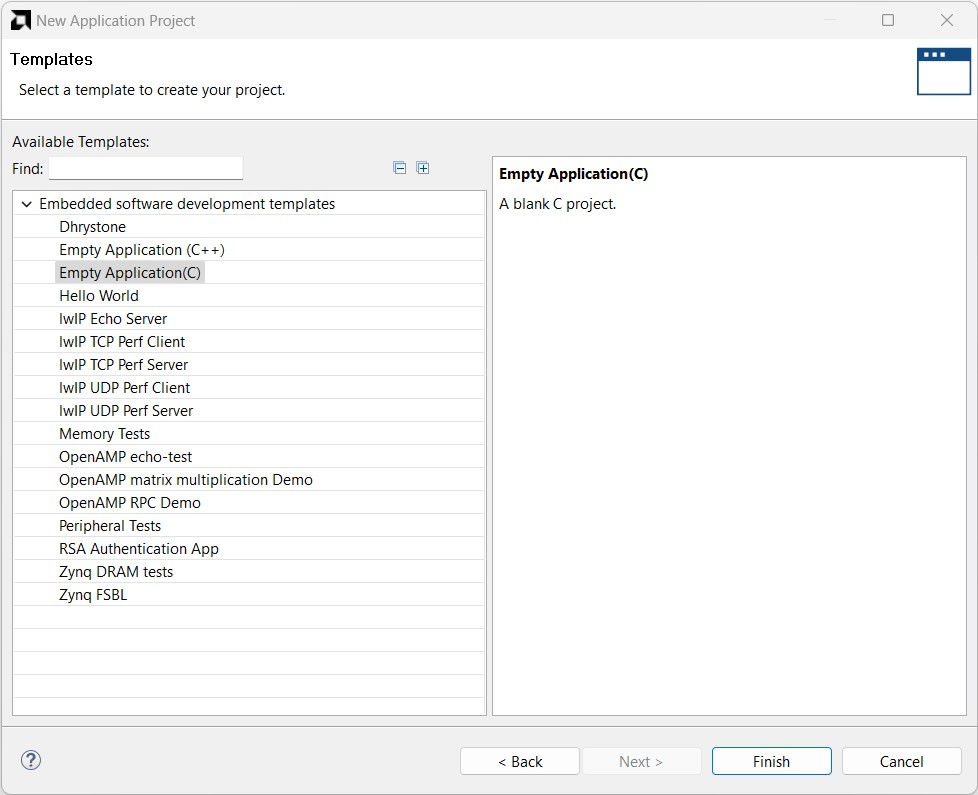 New Application Project
Templates
Select a template to create your project.
Available Templates:
Find:
Embedded software development templates
Dhrystone
Empty Application (C++)
Empty Application(C)
Hello World
lwIP Echo Server
lwIP TCP Perf Client
lwIP TCP Perf Server
lwIP UDP Perf Client
lwIP UDP Perf Server
Memory Tests
OpenAMP echo-test
OpenAMP matrix multiplication Demo
OpenAMP RPC Demo
Peripheral Tests
RSA Authentication App
Zynq DRAM tests
Zynq FSBL
Empty Application(C)
A blank C project.
?
< Back
Next >
Finish
Cancel